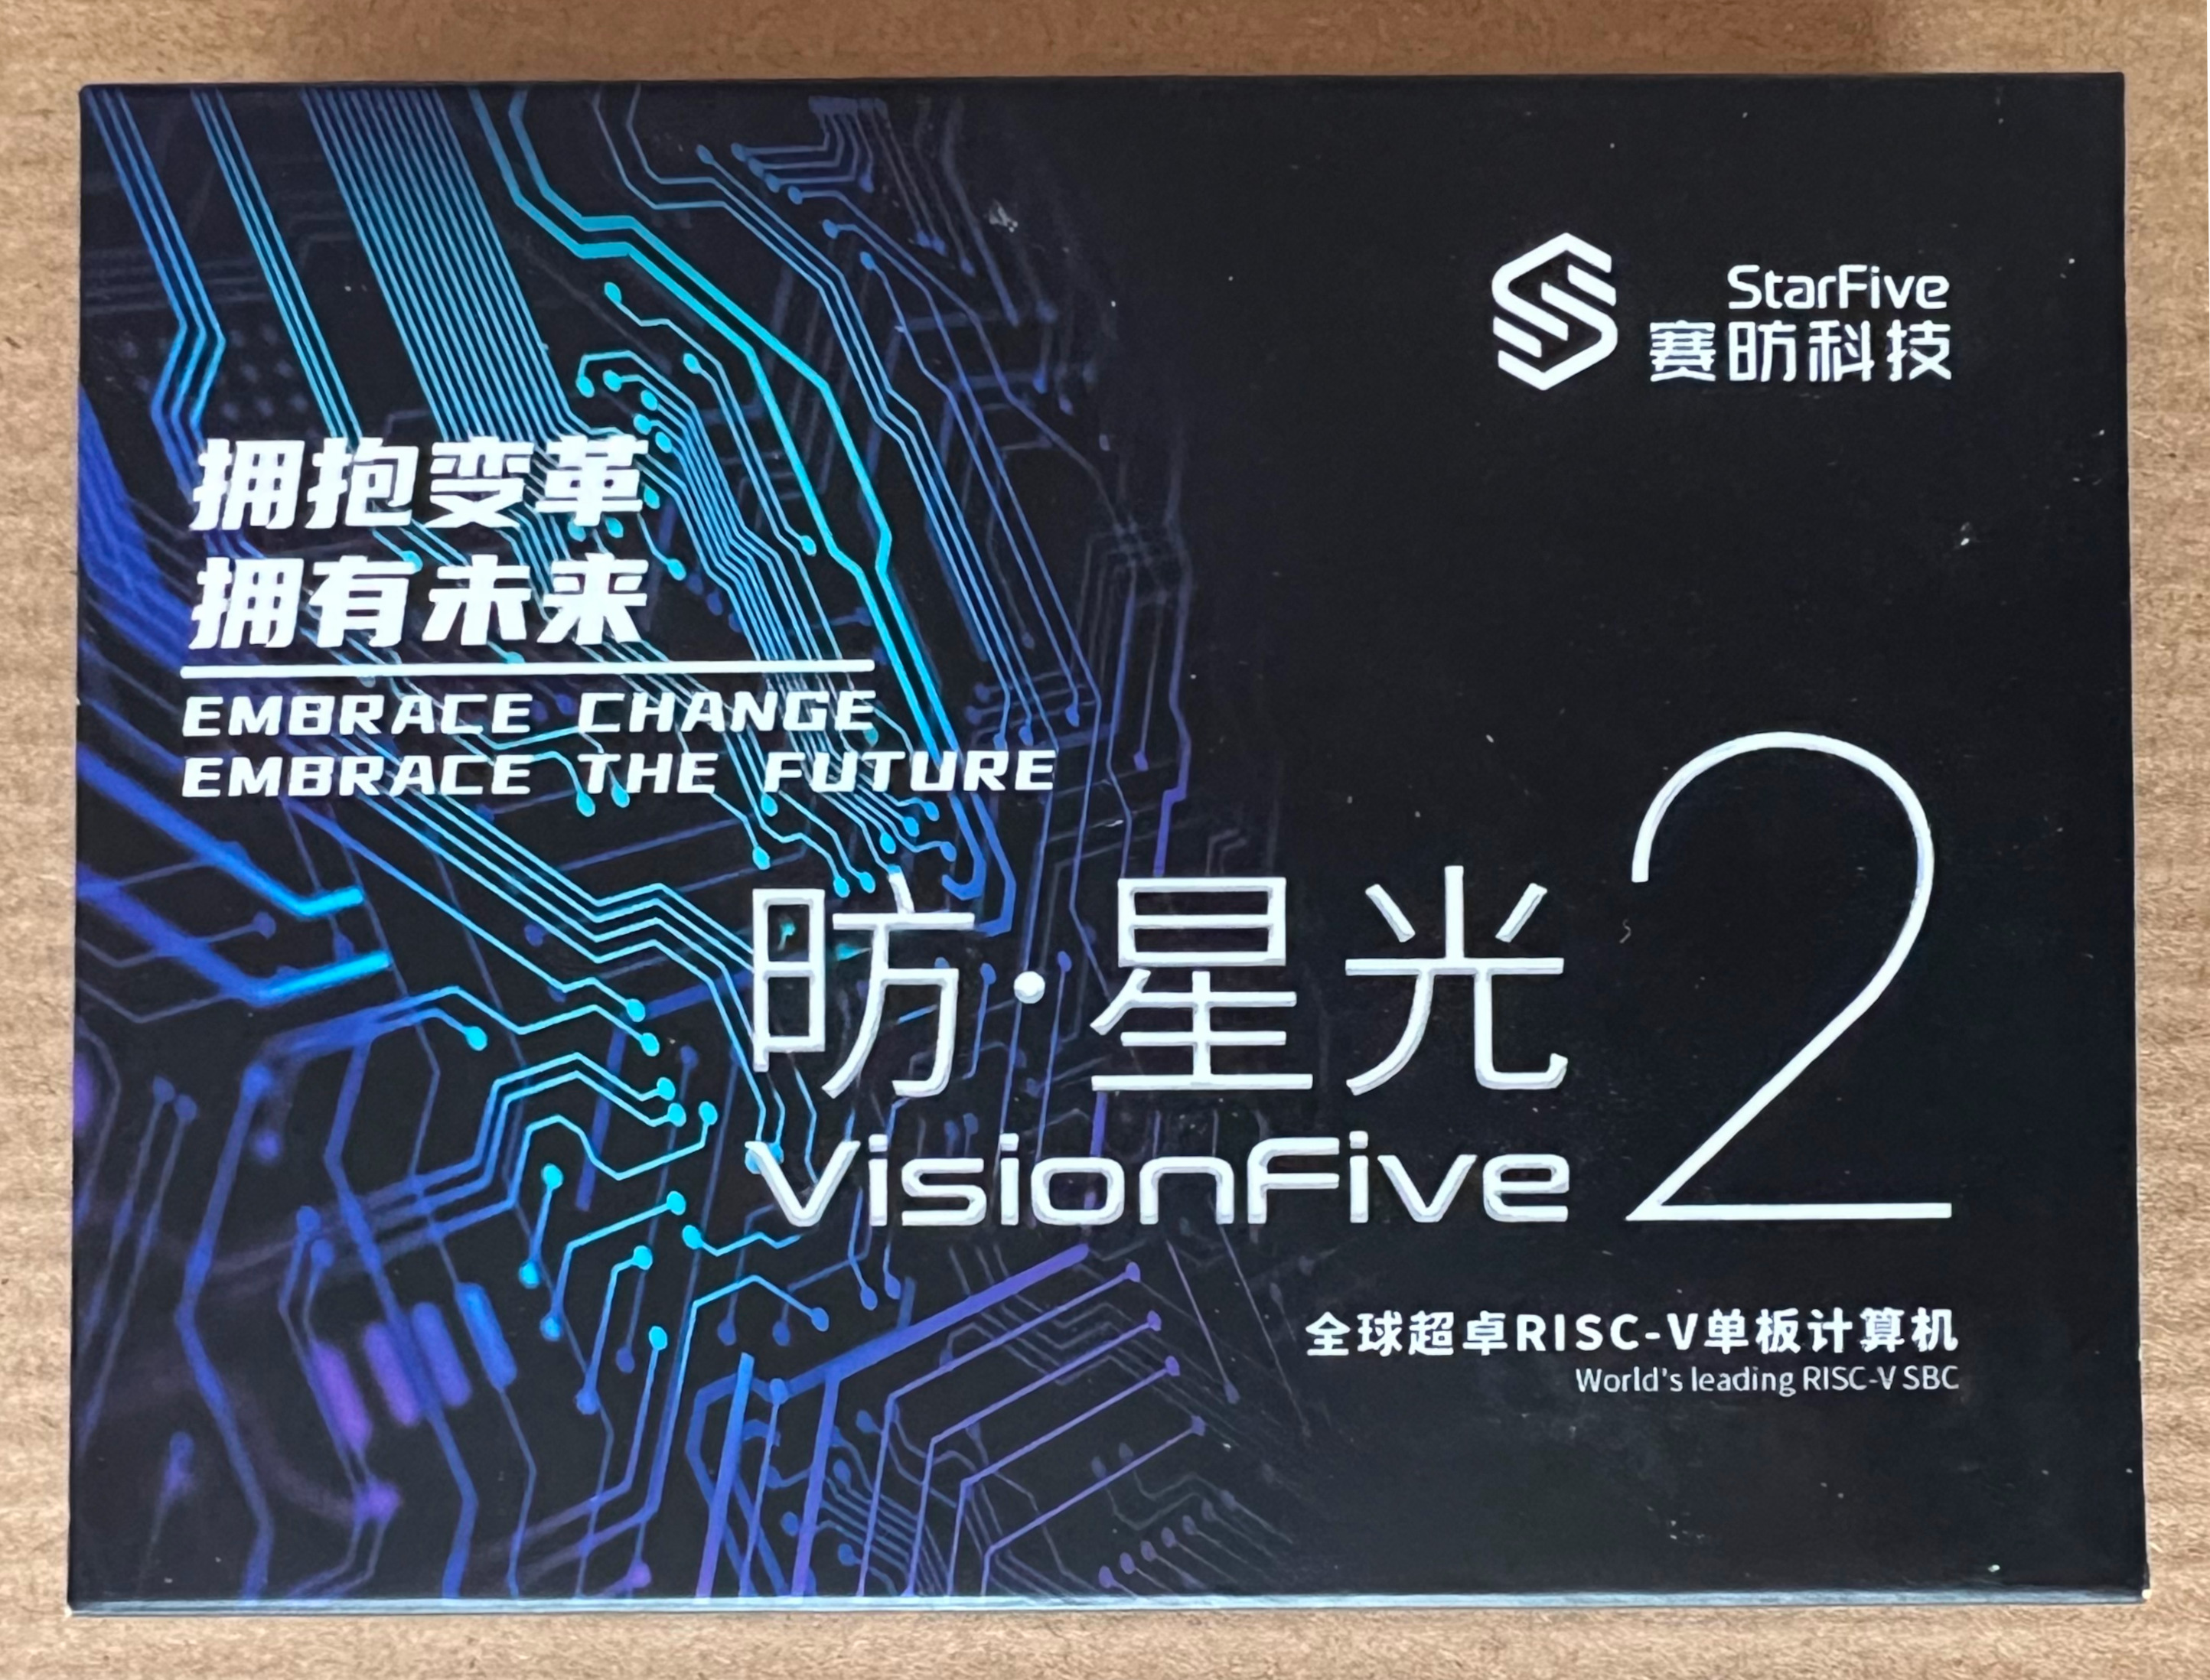 StarFive
赛昉科技
拥抱变革
拥有未来
EMBRACE CHANGE
EMBRACE THE FUTURE
昉·星光 2
VisionFive
全球超卓RISC-V单板计算机
World's leading RISC-V SBC